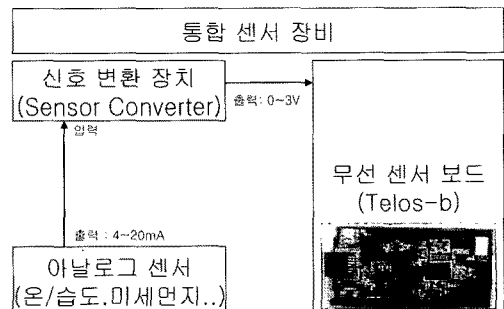 통합 센서 장비
신호 변환 장치
(Sensor Converter)
출력: 0~3V
입력
무선 센서 보드
(Telos-b)
출력 : 4~20mA
아날로그 센서
(온/습도.미세먼지..)